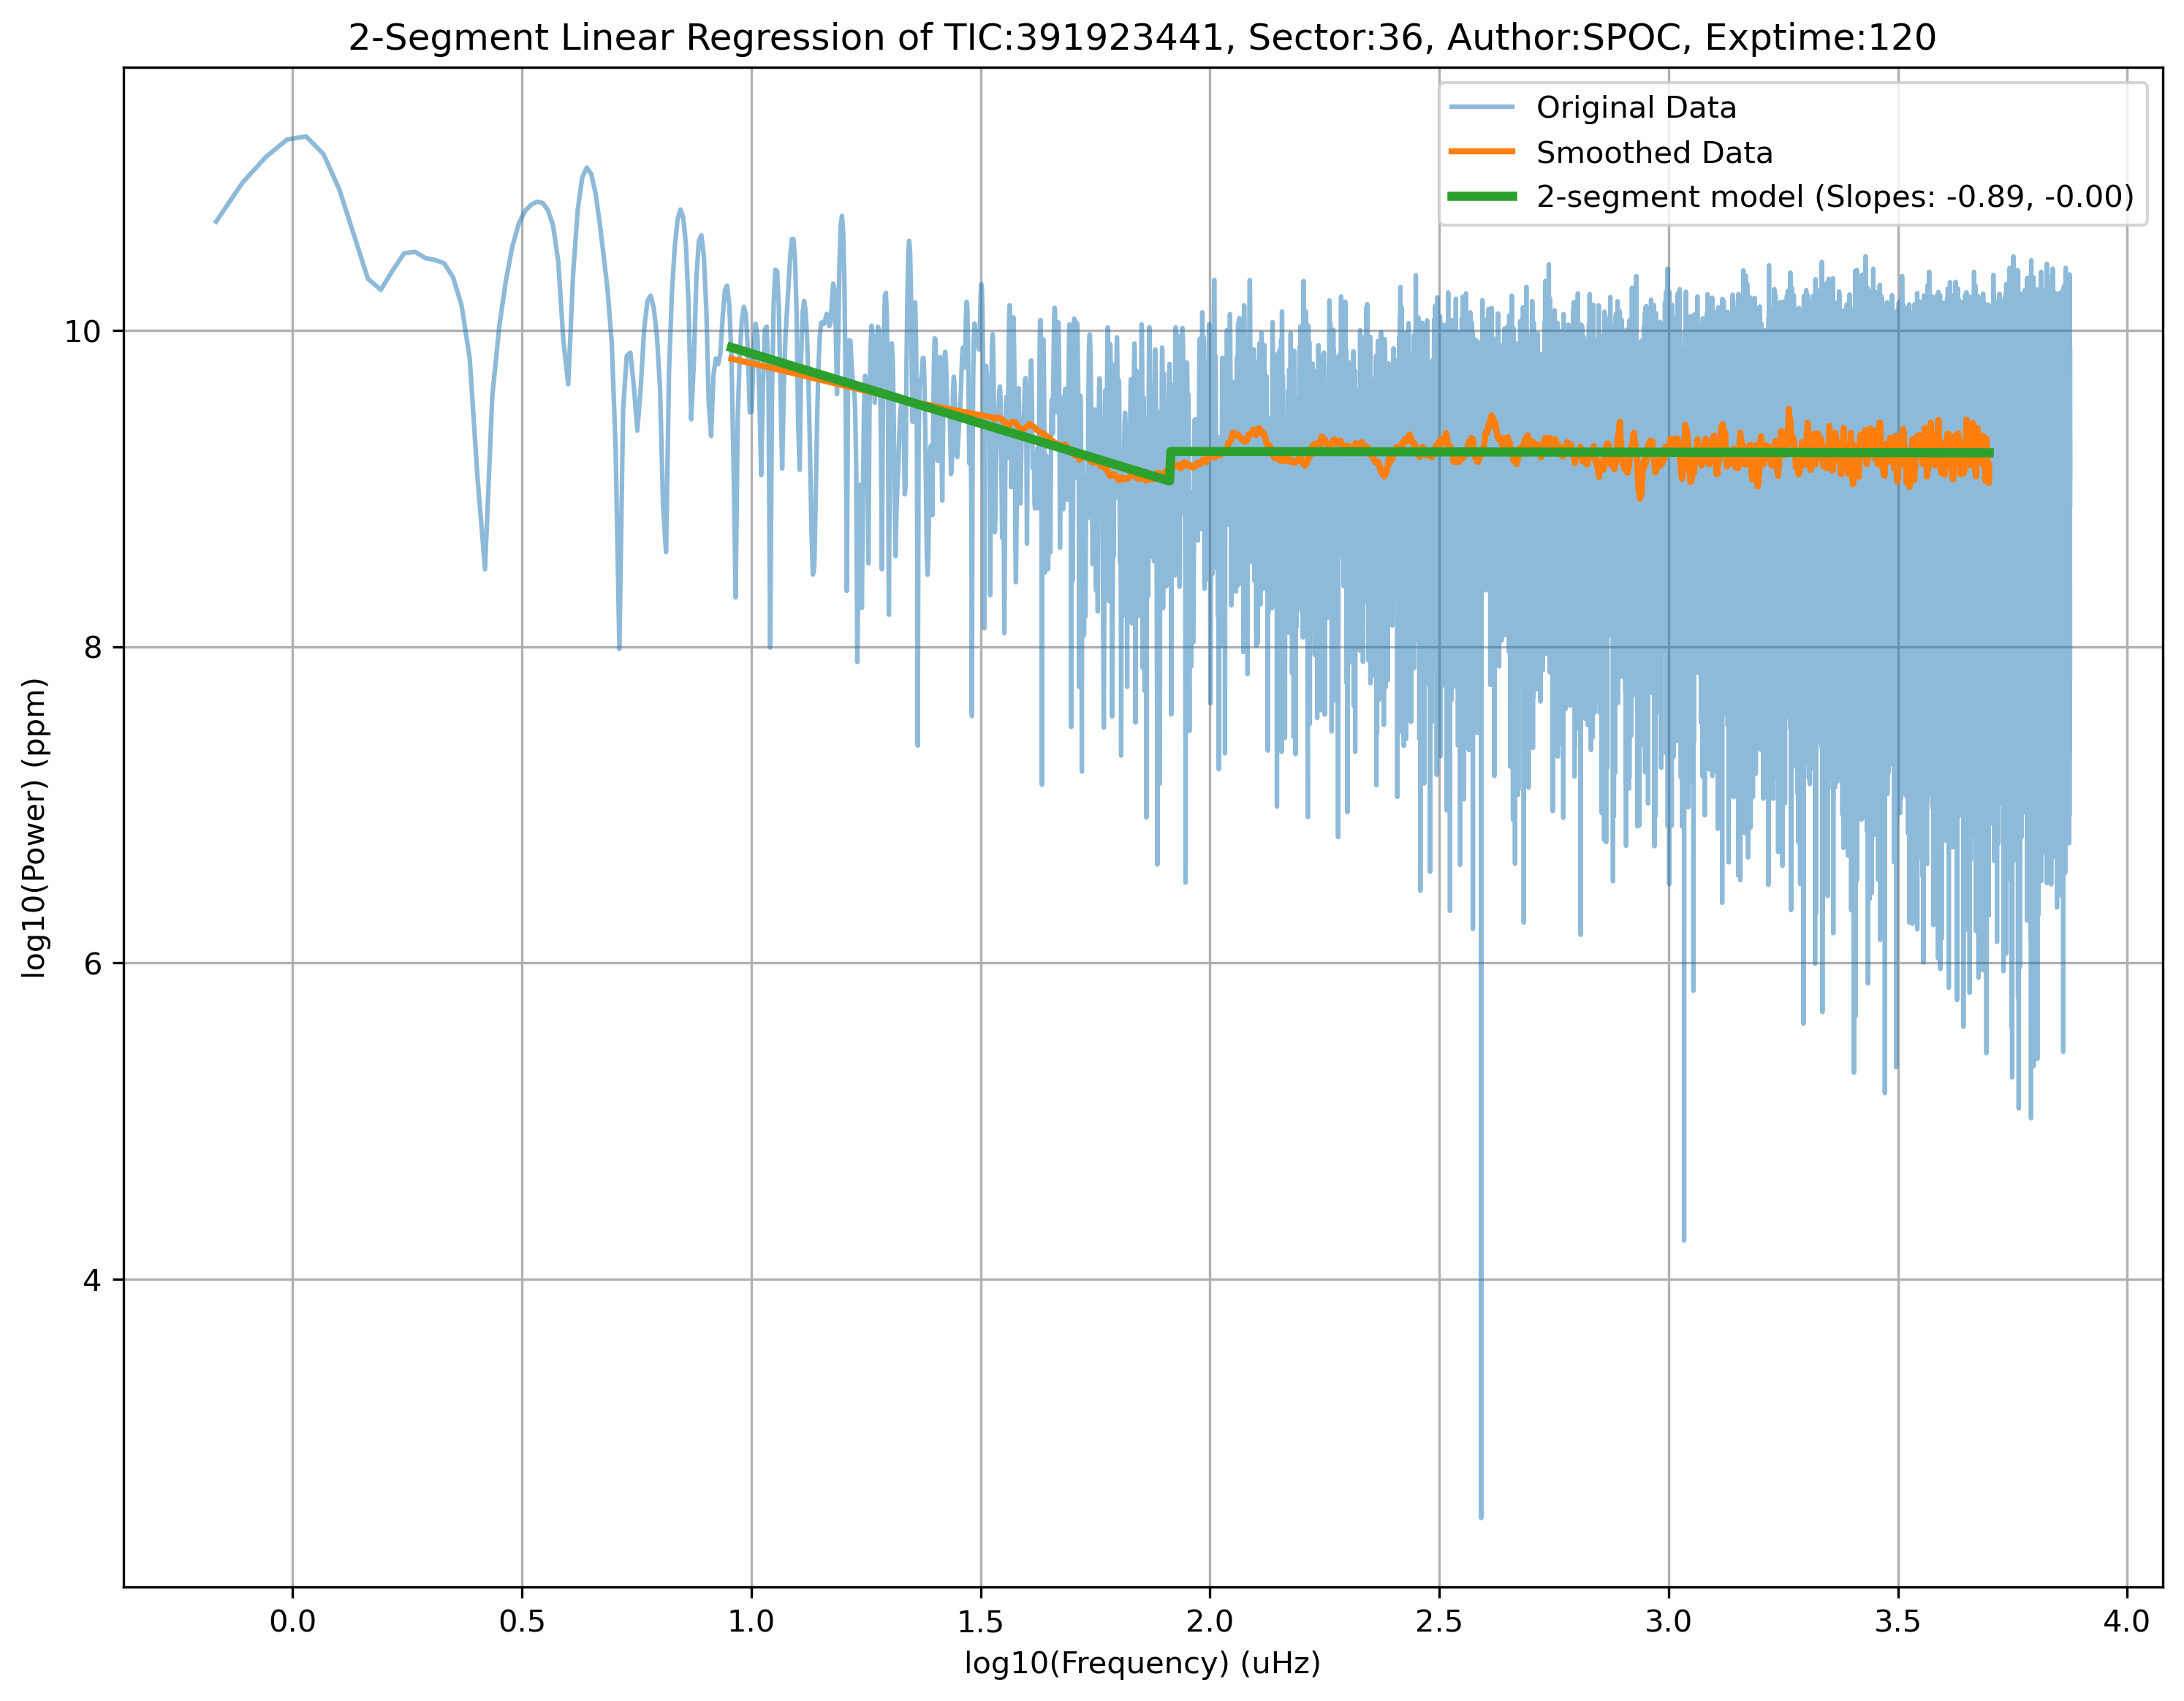 2-Segment Linear Regression of TIC:391923441, Sector:36, Author:SPOC, Exptime:120
Original Data
Smoothed Data
2-segment model (Slopes: -0.89, -0.00)
log10(Power) (ppm)
10
8
6
4
0.0 0.5 1.0 1.5 2.0 2.5 3.0 3.5 4.0
log10(Frequency) (uHz)